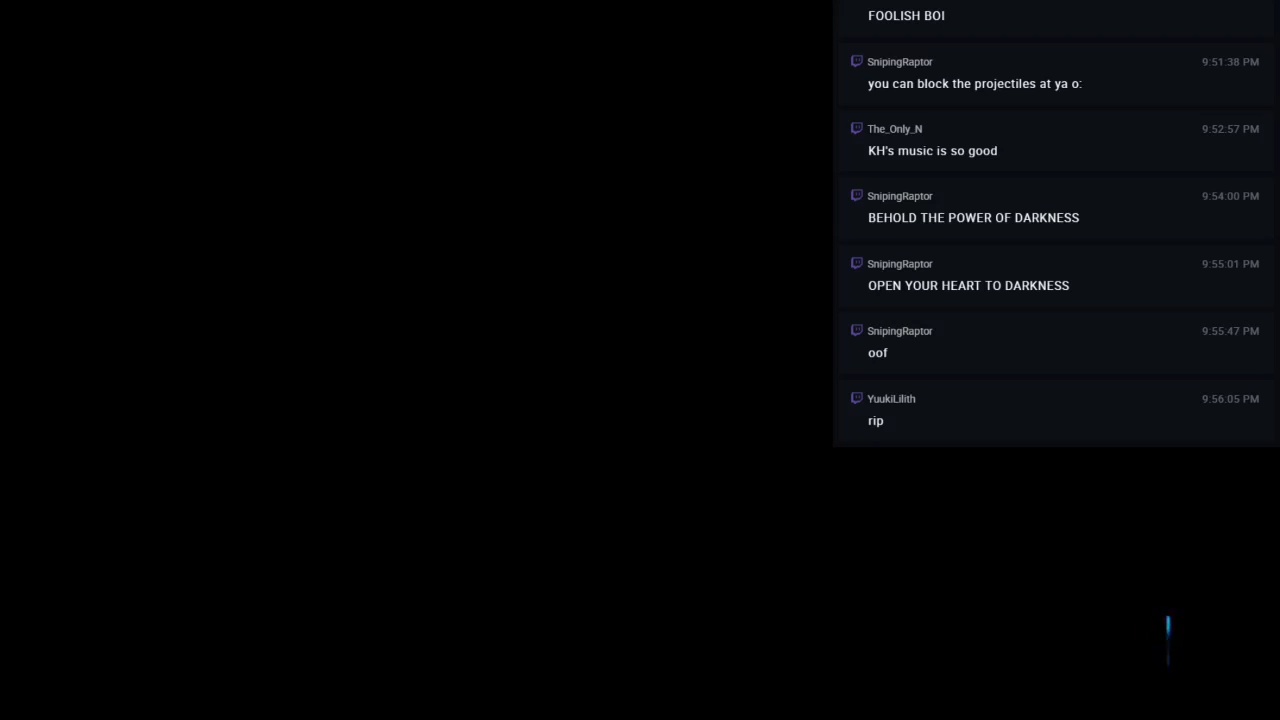 FOOLISH BOI
SnipingRaptor 9:51:38 PM
you can block the projectiles at ya o:
The_Only_N 9:52:57 PM
KH's music is so good
SnipingRaptor 9:54:00 PM
BEHOLD THE POWER OF DARKNESS
SnipingRaptor 9:55:01 PM
OPEN YOUR HEART TO DARKNESS
SnipingRaptor 9:55:47 PM
oof
YuukiLilith 9:56:05 PM
rip